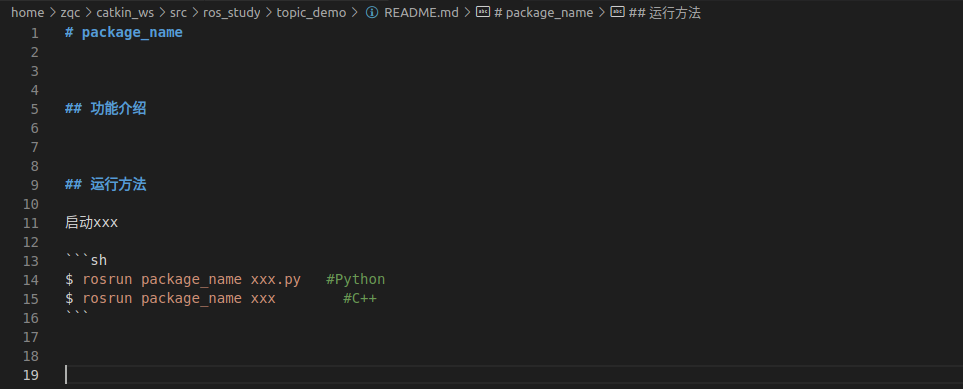 home > zqc > catkin_ws > src > ros_study > topic_demo > README.md > # package_name > ## 运行方法
1 # package_name
2
3
4
5 ## 功能介绍
6
7
8
9 ## 运行方法
10
11 启动xxx
12
13 ```sh
14 $ rosrun package_name xxx.py   #Python
15 $ rosrun package_name xxx        #C++
16 ```
17
18
19